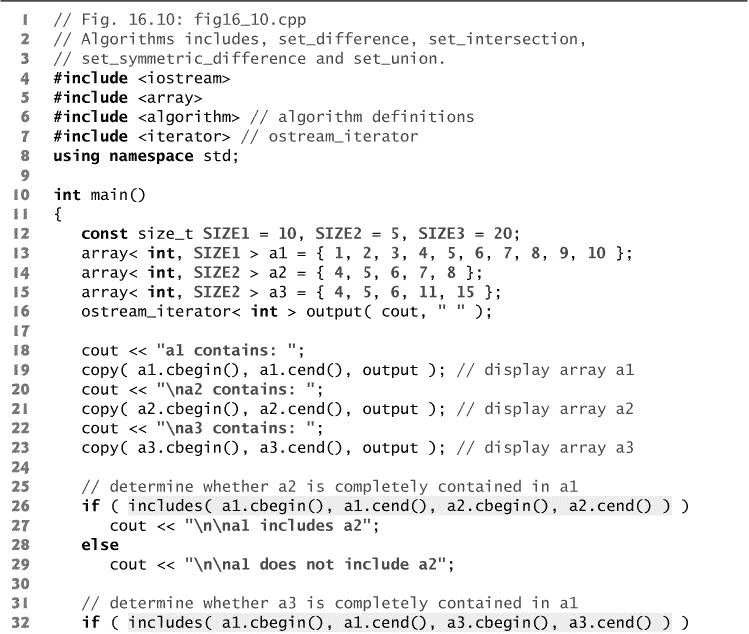 1 // Fig. 16.10: fig16_10.cpp
2 // Algorithms includes, set_difference, set_intersection,
3 // set_symmetric_difference and set_union.
4 #include <iostream>
5 #include <array>
6 #include <algorithm> // algorithm definitions
7 #include <iterator> // ostream_iterator
8 using namespace std;
9
10 int main()
11 {
12    const size_t SIZE1 = 10, SIZE2 = 5, SIZE3 = 20;
13    array< int, SIZE1 > a1 = { 1, 2, 3, 4, 5, 6, 7, 8, 9, 10 };
14    array< int, SIZE2 > a2 = { 4, 5, 6, 7, 8 };
15    array< int, SIZE2 > a3 = { 4, 5, 6, 11, 15 };
16    ostream_iterator< int > output( cout, " " );
17
18    cout << "a1 contains: ";
19    copy( a1.cbegin(), a1.cend(), output ); // display array a1
20    cout << "\na2 contains: ";
21    copy( a2.cbegin(), a2.cend(), output ); // display array a2
22    cout << "\na3 contains: ";
23    copy( a3.cbegin(), a3.cend(), output ); // display array a3
24
25    // determine whether a2 is completely contained in a1
26    if ( includes( a1.cbegin(), a1.cend(), a2.cbegin(), a2.cend() ) )
27       cout << "\n\na1 includes a2";
28    else
29       cout << "\n\na1 does not include a2";
30
31    // determine whether a3 is completely contained in a1
32    if ( includes( a1.cbegin(), a1.cend(), a3.cbegin(), a3.cend() ) )